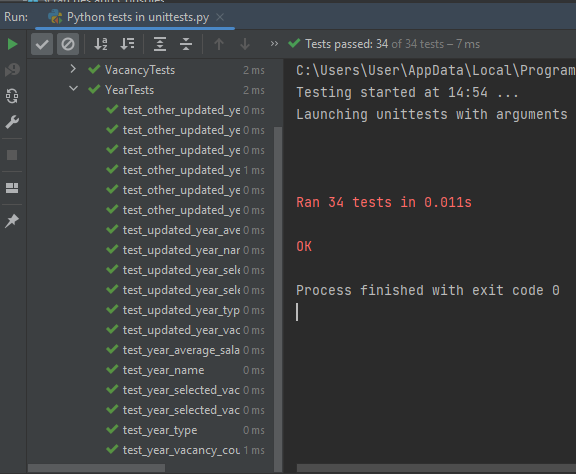 Run: Python tests in unittests.py
Tests passed: 34 of 34 tests – 7 ms
VacancyTests 2 ms
YearTests 2 ms
test_other_updated_ye 0 ms
test_other_updated_ye 0 ms
test_other_updated_ye 0 ms
test_other_updated_ye 1 ms
test_other_updated_ye 0 ms
test_other_updated_ye 0 ms
test_updated_year_ave 0 ms
test_updated_year_nar 0 ms
test_updated_year_sele 0 ms
test_updated_year_sele 0 ms
test_updated_year_typ 0 ms
test_updated_year_vac 0 ms
test_year_average_sala 0 ms
test_year_name 0 ms
test_year_selected_vac 0 ms
test_year_selected_vac 0 ms
test_year_type 0 ms
test_year_vacancy_cou 1 ms
C:\Users\User\AppData\Local\Program
Testing started at 14:54 ...
Launching unittests with arguments
Ran 34 tests in 0.011s
OK
Process finished with exit code 0